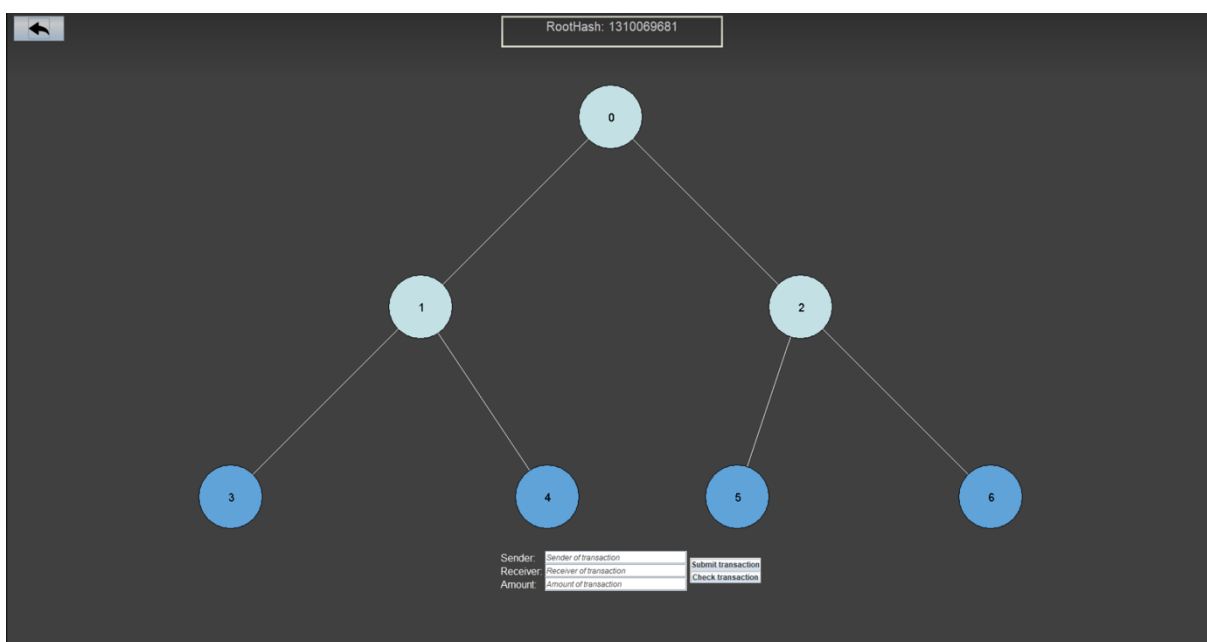 RootHash: 1310069681
0
1
2
3
4
5
6
Sender: Sender of transaction
Receiver: Receiver of transaction
Amount: Amount of transaction
Submit transaction
Check transaction